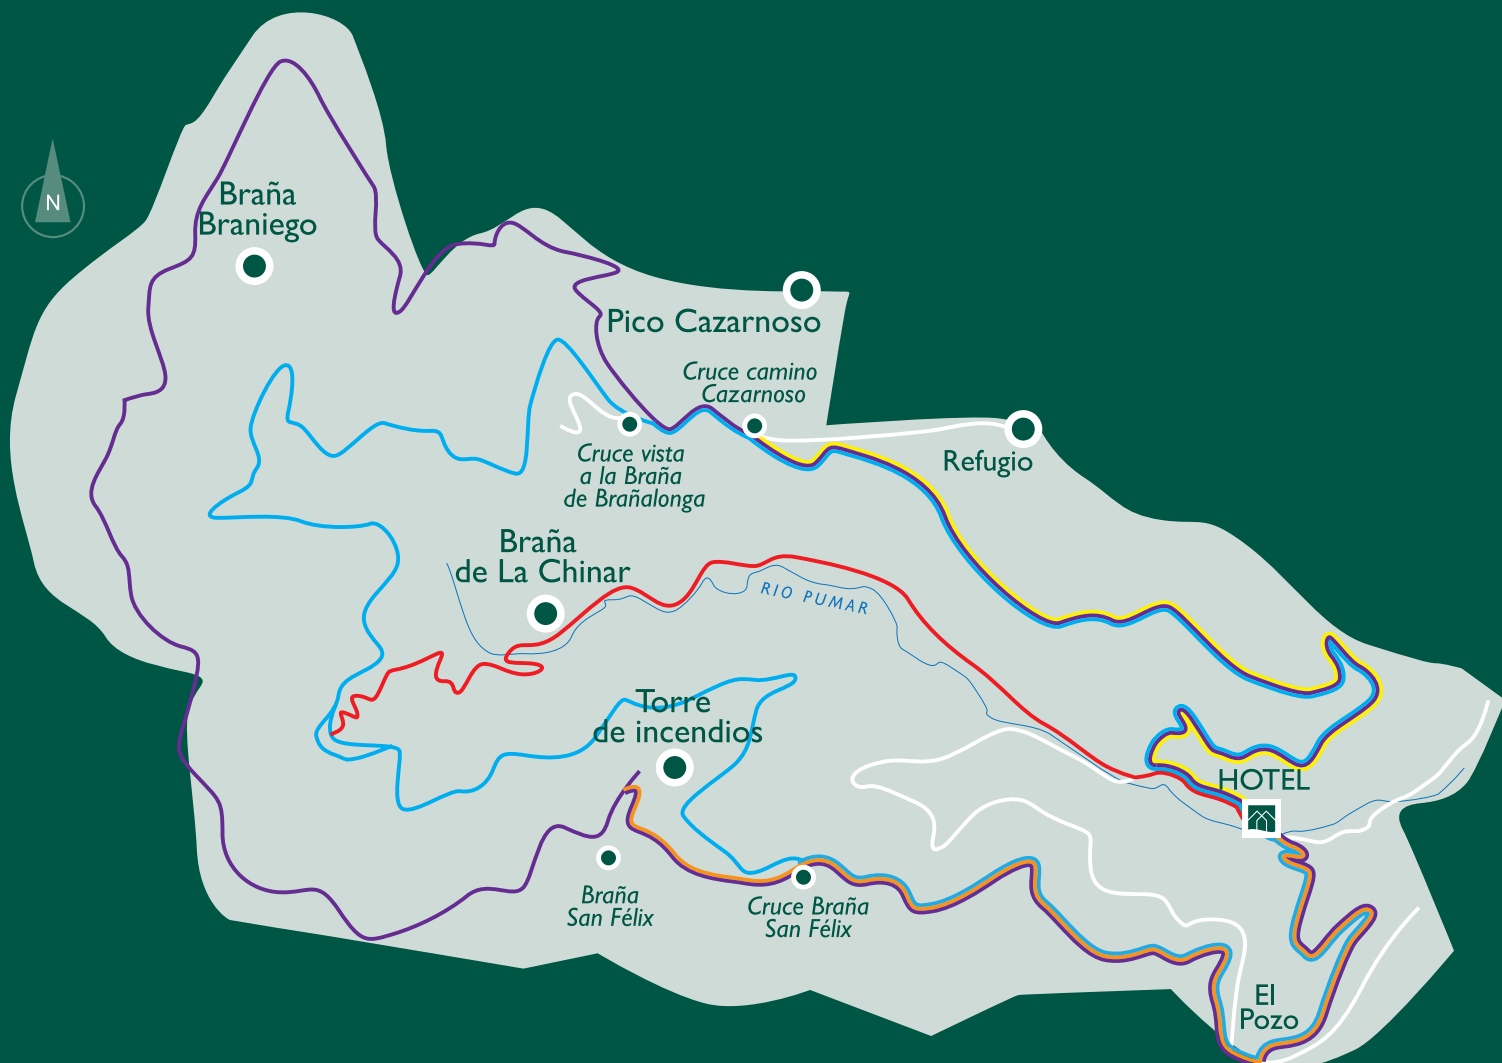 N
Braña
Braniego
Pico Cazarnoso
Cruce camino
Cazarnoso
Refugio
Cruce vista
a la Braña
de Brañalonga
Braña
de La Chinar
RIO PUMAR
Torre
de incendios
HOTEL
Braña
San Félix
Cruce Braña
San Félix
El
Pozo